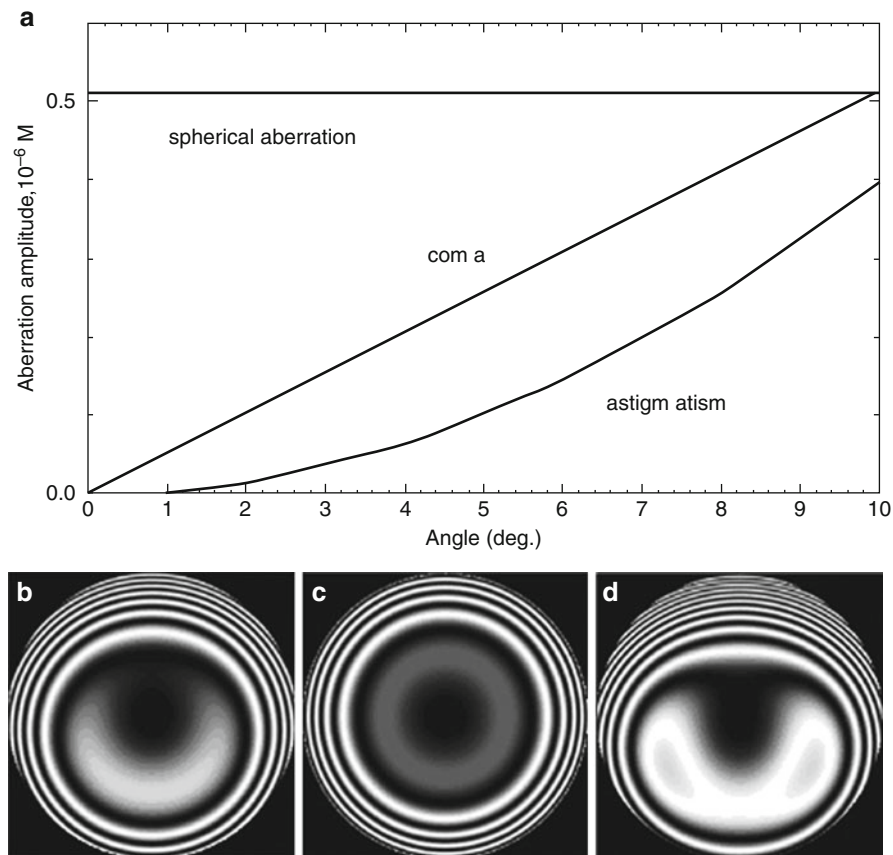 a
Aberration amplitude, 10⁻⁶ M
0.5
0.0
spherical aberration
com a
astigm atism
0 1 2 3 4 5 6 7 8 9 10
Angle (deg.)
b c d